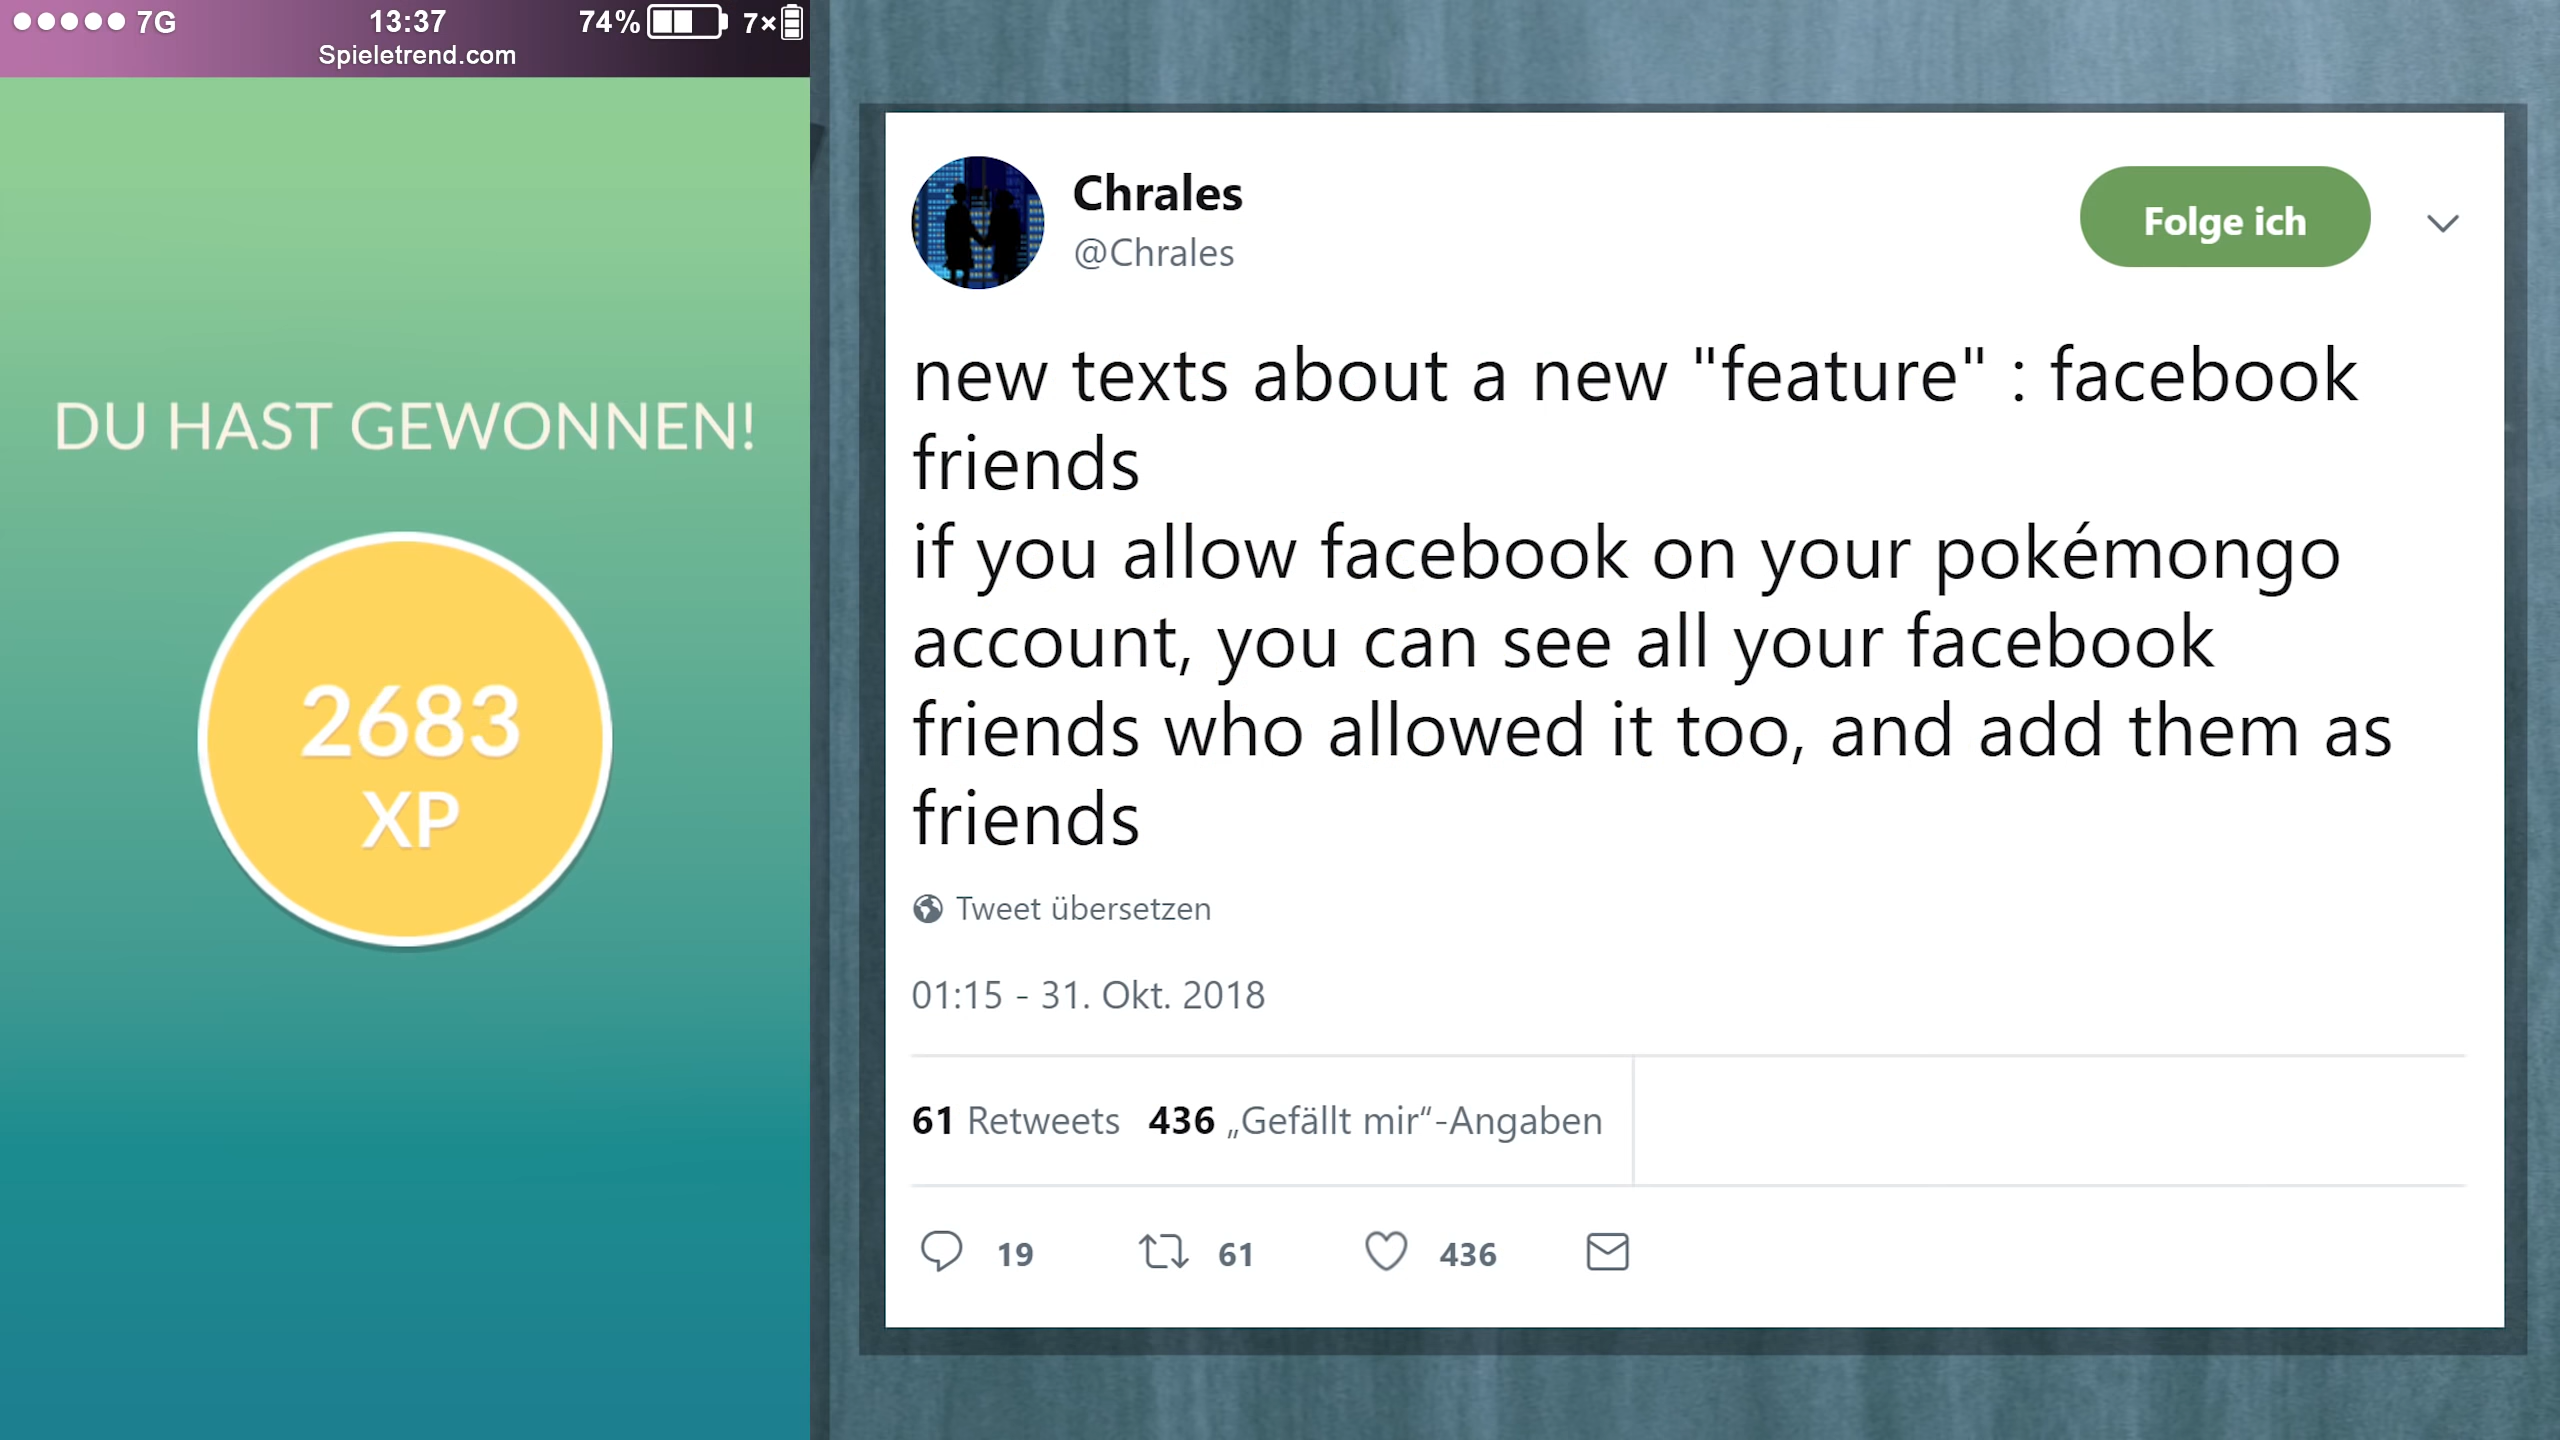 7G 13:37 74% 7×
Spieletrend.com
DU HAST GEWONNEN!
2683
XP
Chrales
@Chrales
Folge ich
new texts about a new "feature" : facebook
friends
if you allow facebook on your pokémongo
account, you can see all your facebook
friends who allowed it too, and add them as
friends
Tweet übersetzen
01:15 - 31. Okt. 2018
61 Retweets 436 „Gefällt mir“-Angaben
19 61 436